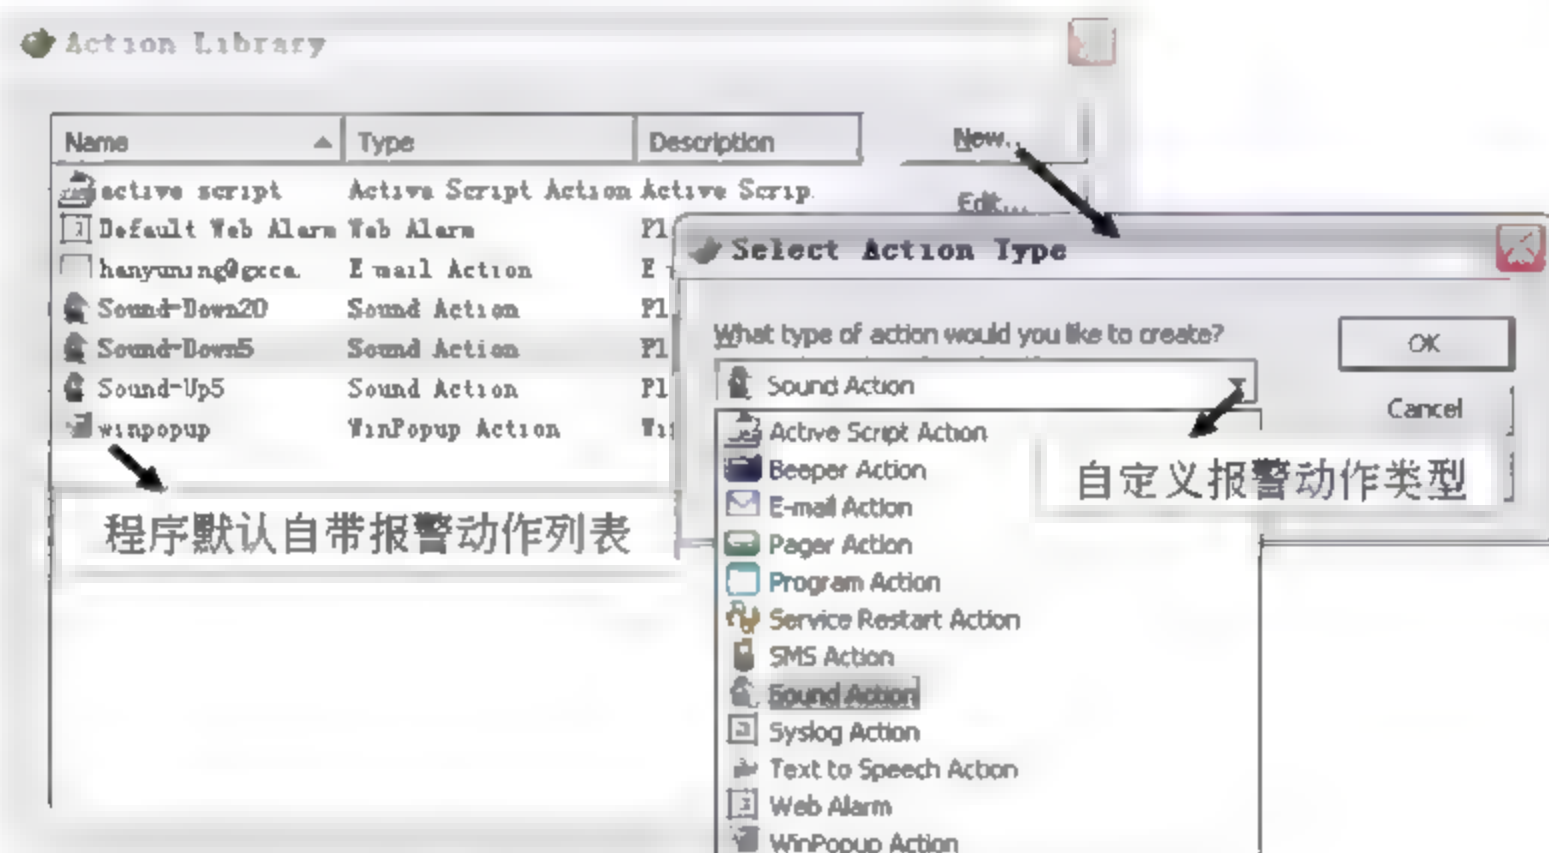 Action Library
Name Type Description
New...
active script Active Script Action Active Scrip
Edit...
Default Web Alarm Web Alarm Pl
E-mail Action E
Sound-Down20 Sound Action Pl
Sound-Down5 Sound Action Pl
Sound-Up5 Sound Action Pl
winpopup WinPopup Action Wi
程序默认自带报警动作列表
Select Action Type
What type of action would you like to create?
OK
Sound Action
Cancel
Active Script Action
Beeper Action
自定义报警动作类型
E-mail Action
Pager Action
Program Action
Service Restart Action
SMS Action
Sound Action
Syslog Action
Text to Speech Action
Web Alarm
WinPopup Action